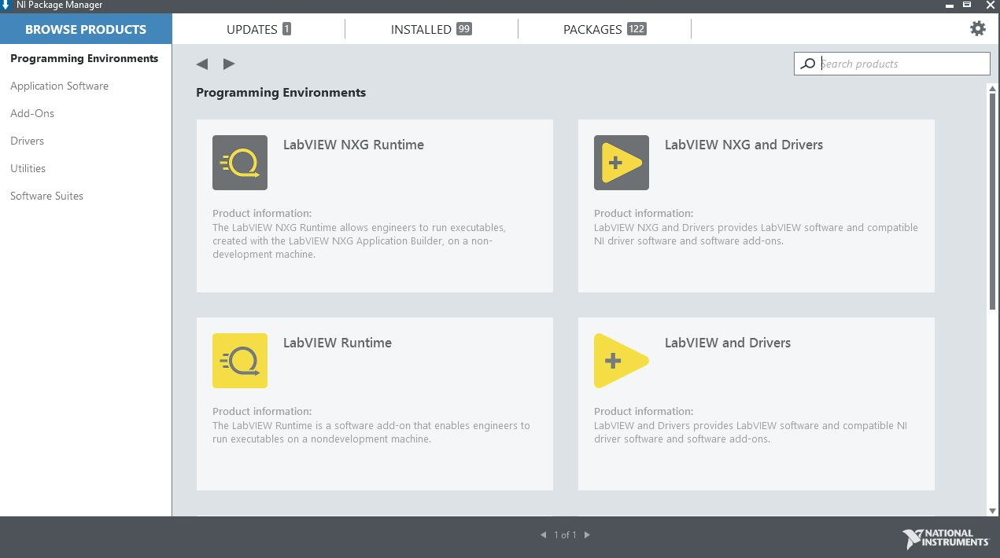 NI Package Manager
BROWSE PRODUCTS
UPDATES 1
INSTALLED 99
PACKAGES 122
Programming Environments
Application Software
Add-Ons
Drivers
Utilities
Software Suites
Search products
Programming Environments
LabVIEW NXG Runtime
Product information:
The LabVIEW NXG Runtime allows engineers to run executables,
created with the LabVIEW NXG Application Builder, on a non-
development machine.
LabVIEW NXG and Drivers
Product information:
LabVIEW NXG and Drivers provides LabVIEW software and compatible
NI driver software and software add-ons.
LabVIEW Runtime
Product information:
The LabVIEW Runtime is a software add-on that enables engineers to
run executables on a nondevelopment machine.
LabVIEW and Drivers
Product information:
LabVIEW and Drivers provides LabVIEW software and compatible NI
driver software and software add-ons.
1 of 1
NATIONAL
INSTRUMENTS